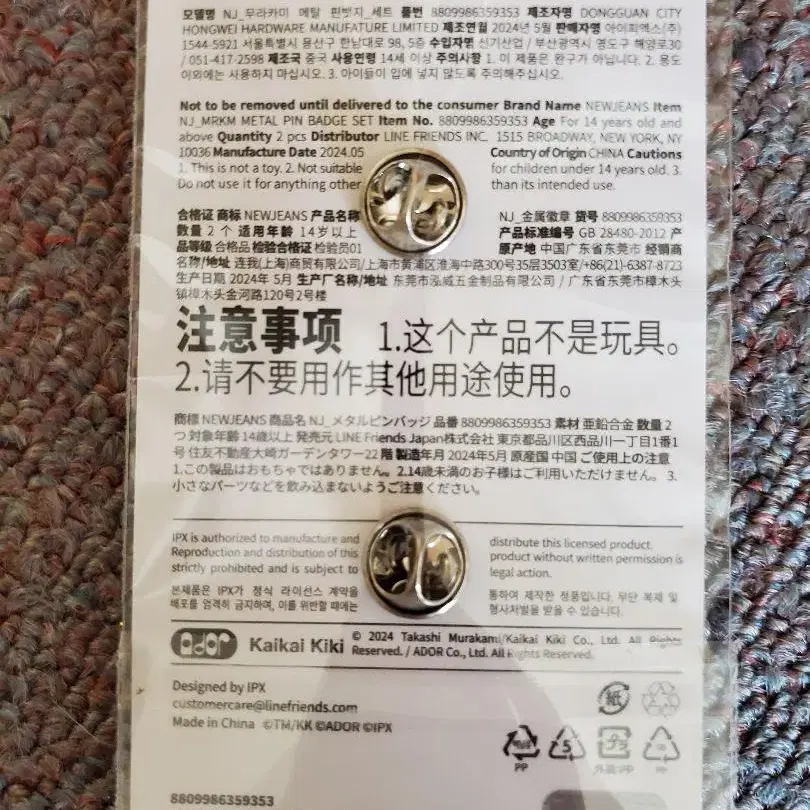 모델명 NJ_무라카미 메탈 핀뱃지_세트 품번 8809986359353 제조자명 DONGGUAN CITY
HONGWEI HARDWARE MANUFATURE LIMITED 제조연월 2024년 5월 판매자명 아이피엑스(주)
1544-5921 서울특별시 용산구 한남대로 98, 5층 수입자명 신기산업 / 부산광역시 영도구 해양로30
/ 051-417-2598 제조국 중국 사용연령 14세 이상 주의사항 1. 이 제품은 완구가 아닙니다. 2. 용도
이외에는 사용하지 마십시오. 3. 아이들이 입에 넣지 않도록 주의해주십시오.
Not to be removed until delivered to the consumer Brand Name NEWJEANS Item
NJ_MRKM METAL PIN BADGE SET Item No. 8809986359353 Age For 14 years old and
above Quantity 2 pcs Distributor LINE FRIENDS INC. 1515 BROADWAY, NEW YORK, NY
10036 Manufacture Date 2024.05 Country of Origin CHINA Cautions
1. This is not a toy. 2. Not suitable for children under 14 years old. 3.
Do not use it for anything other than its intended use.
合格证 商标 NEWJEANS 产品名称 NJ_金属徽章 货号 8809986359353
数量 2 个 适用年龄 14岁以上 产品标准编号 GB 28480-2012 产
品等级 合格品 检验合格证 检验员01 原产地 中国广东省东莞市 经销商
名称/地址 连我(上海)商贸有限公司/上海市黄浦区淮海中路300号35层3503室/+86(21)-6387-8723
生产日期 2024年 5月 生产厂名称/地址 东莞市泓威五金制品有限公司 / 广东省东莞市樟木头
镇樟木头金河路120号2号楼
注意事项 1.这个产品不是玩具。
2.请不要用作其他用途使用。
商標 NEWJEANS 商品名 NJ_メタルピンバッジ 品番 8809986359353 素材 亜鉛合金 数量 2
つ 対象年齢 14歳以上 発売元 LINE Friends Japan株式会社 東京都品川区西品川一丁目1番1
号 住友不動産大崎ガーデンタワー22 階 製造年月 2024年5月 原産国 中国 ご使用上の注意
1.この製品はおもちゃではありません。2.14歳未満のお子様はご利用いただけません。 3.
小さなパーツなどを飲み込まないようご注意ください。
IPX is authorized to manufacture and distribute this licensed product.
Reproduction and distribution of this product without written permission is
strictly prohibited and is subject to legal action.
본제품은 IPX가 정식 라이선스 계약을 통하여 제작한 정품입니다. 무단 복제 및
배포를 엄격히 금지하며, 이를 위반할 때에는 형사처벌을 받을 수 있습니다.
ador Kaikai Kiki © 2024 Takashi Murakami/Kaikai Kiki Co., Ltd. All Rights
Reserved. / ADOR Co., Ltd. All Rights Reserved.
Designed by IPX
customercare@linefriends.com
Made in China ©TM/KK ©ADOR ©IPX
紙
PP 5 プラ 外装:PP PP
8809986359353